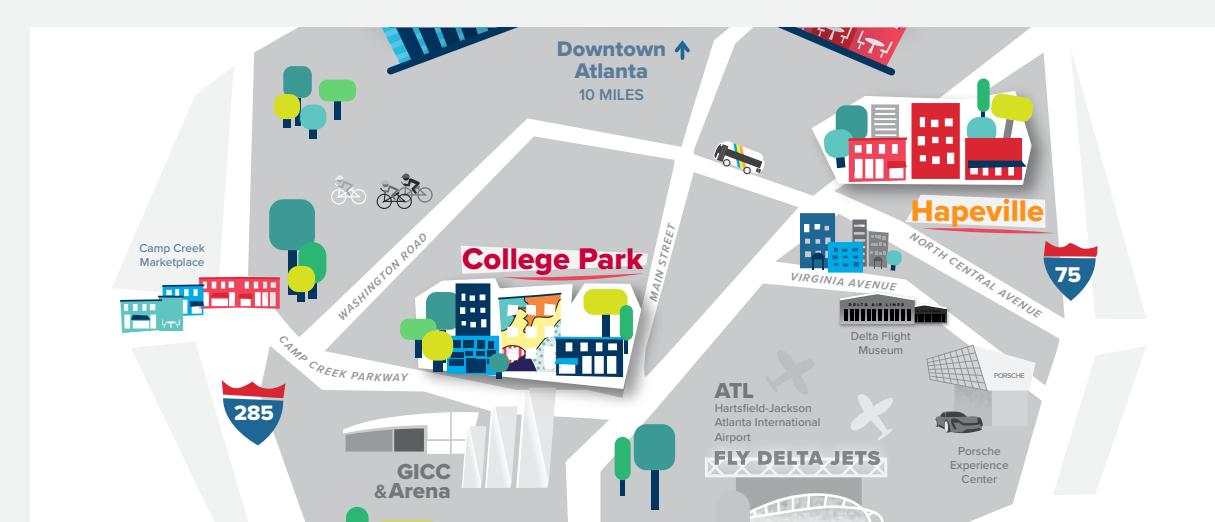 Downtown
Atlanta
10 MILES
Hapeville
Camp Creek
Marketplace
WASHINGTON ROAD
College Park
MAIN STREET
NORTH CENTRAL AVENUE
75
VIRGINIA AVENUE
DELTA AIR LINES
Delta Flight
Museum
CAMP CREEK PARKWAY
PORSCHE
285
ATL
Hartsfield-Jackson
Atlanta International
Airport
FLY DELTA JETS
Porsche
Experience
Center
GICC
&Arena